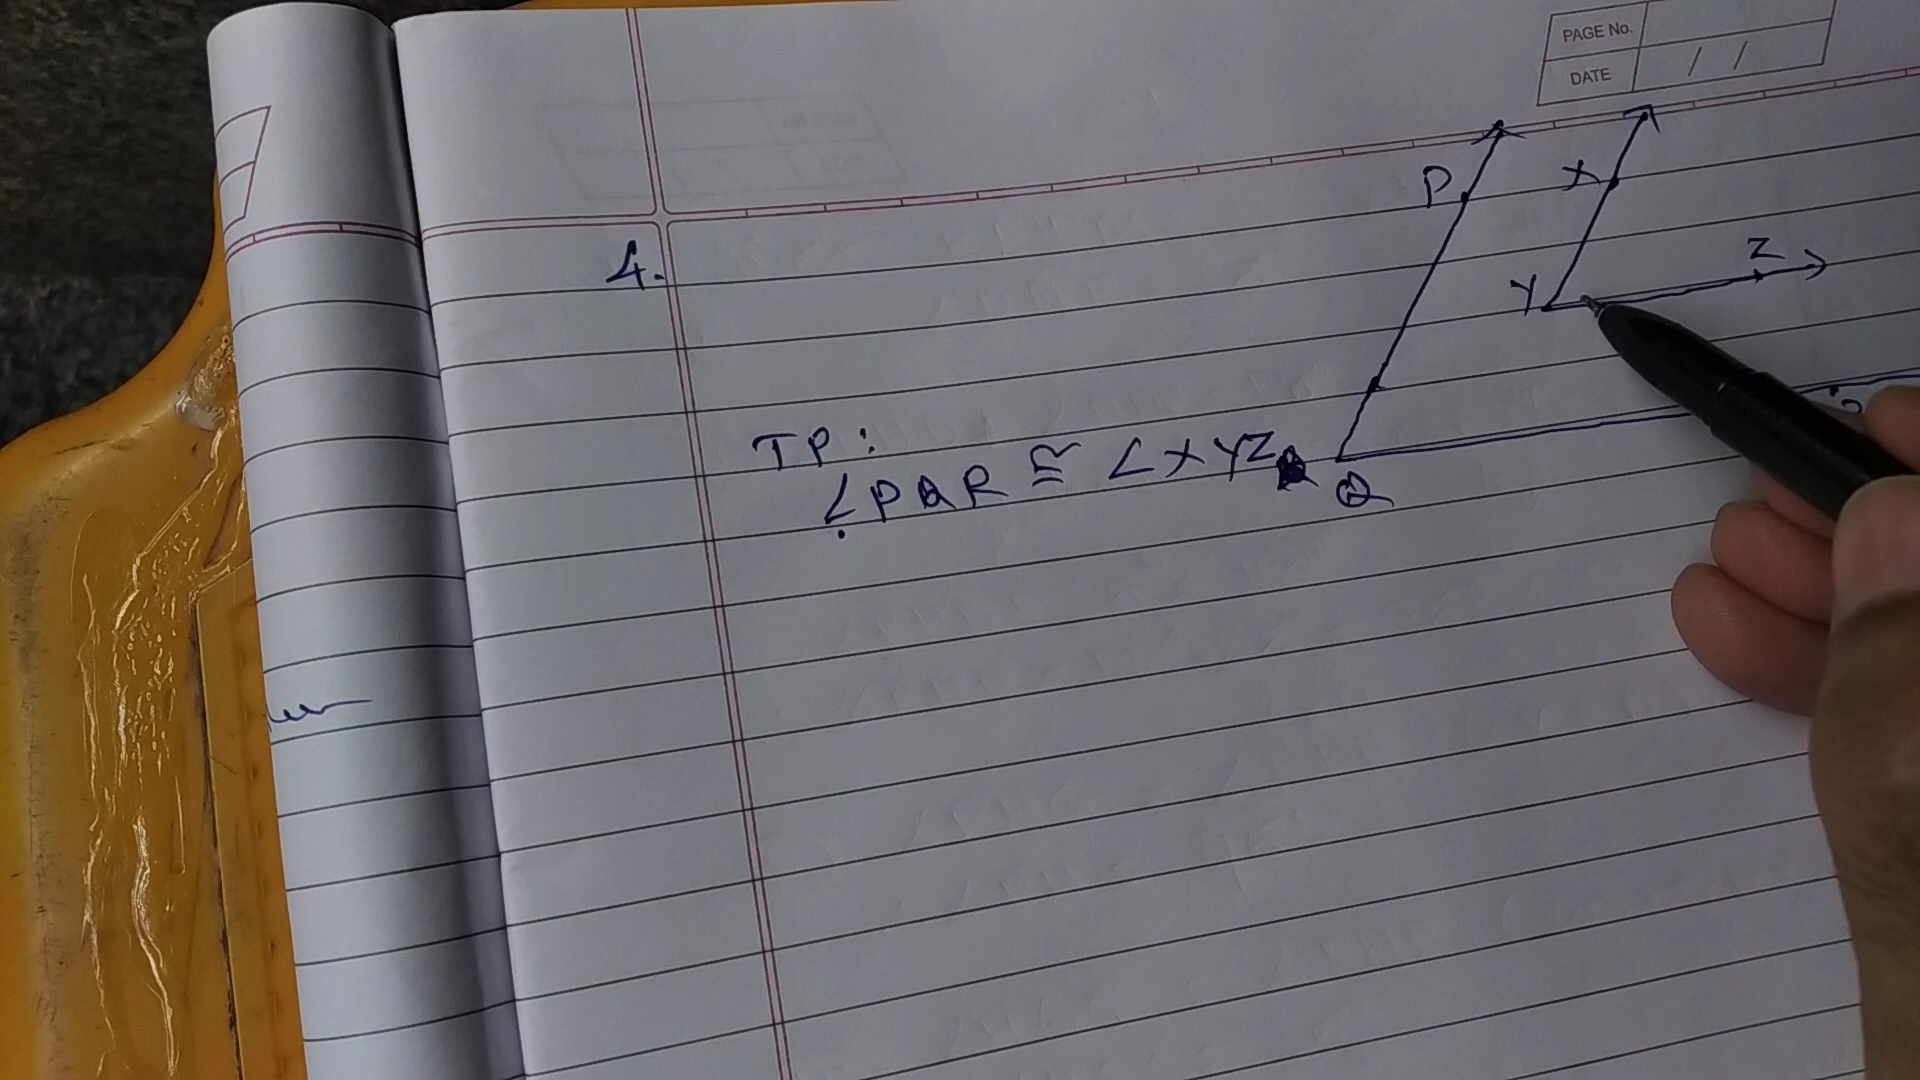 PAGE No.
DATE / /
P X
Z
4.
Y
TP:
∠PQR ≅ ∠XYZ
Q